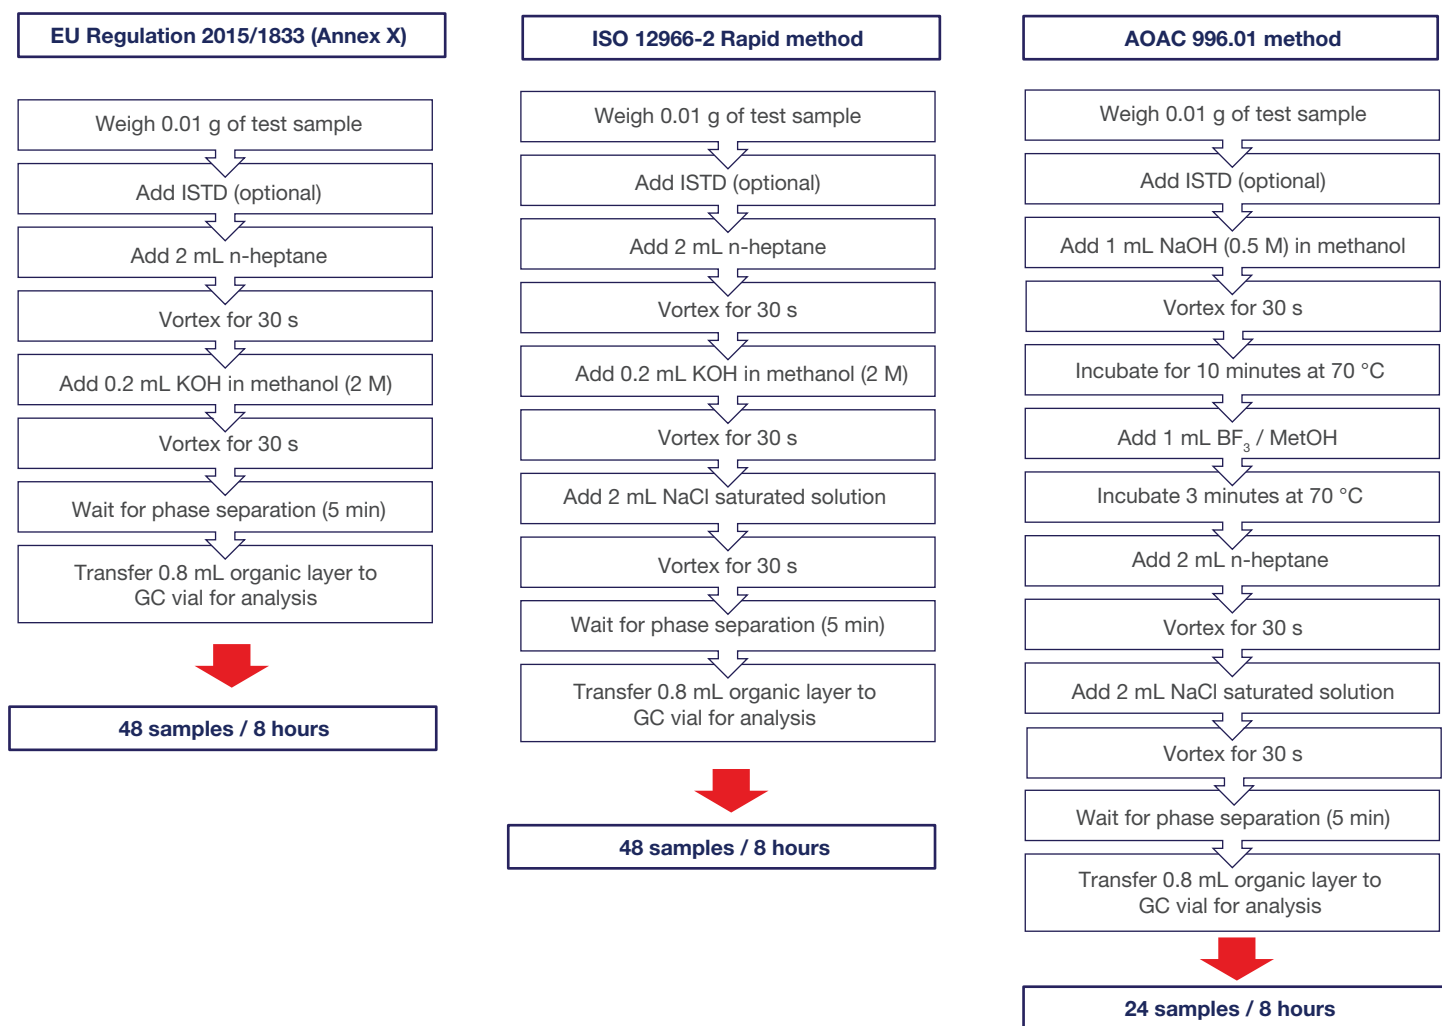 EU Regulation 2015/1833 (Annex X)
Weigh 0.01 g of test sample
Add ISTD (optional)
Add 2 mL n-heptane
Vortex for 30 s
Add 0.2 mL KOH in methanol (2 M)
Vortex for 30 s
Wait for phase separation (5 min)
Transfer 0.8 mL organic layer to
GC vial for analysis
48 samples / 8 hours
ISO 12966-2 Rapid method
Weigh 0.01 g of test sample
Add ISTD (optional)
Add 2 mL n-heptane
Vortex for 30 s
Add 0.2 mL KOH in methanol (2 M)
Vortex for 30 s
Add 2 mL NaCl saturated solution
Vortex for 30 s
Wait for phase separation (5 min)
Transfer 0.8 mL organic layer to
GC vial for analysis
48 samples / 8 hours
AOAC 996.01 method
Weigh 0.01 g of test sample
Add ISTD (optional)
Add 1 mL NaOH (0.5 M) in methanol
Vortex for 30 s
Incubate for 10 minutes at 70 °C
Add 1 mL BF₃ / MetOH
Incubate 3 minutes at 70 °C
Add 2 mL n-heptane
Vortex for 30 s
Add 2 mL NaCl saturated solution
Vortex for 30 s
Wait for phase separation (5 min)
Transfer 0.8 mL organic layer to
GC vial for analysis
24 samples / 8 hours